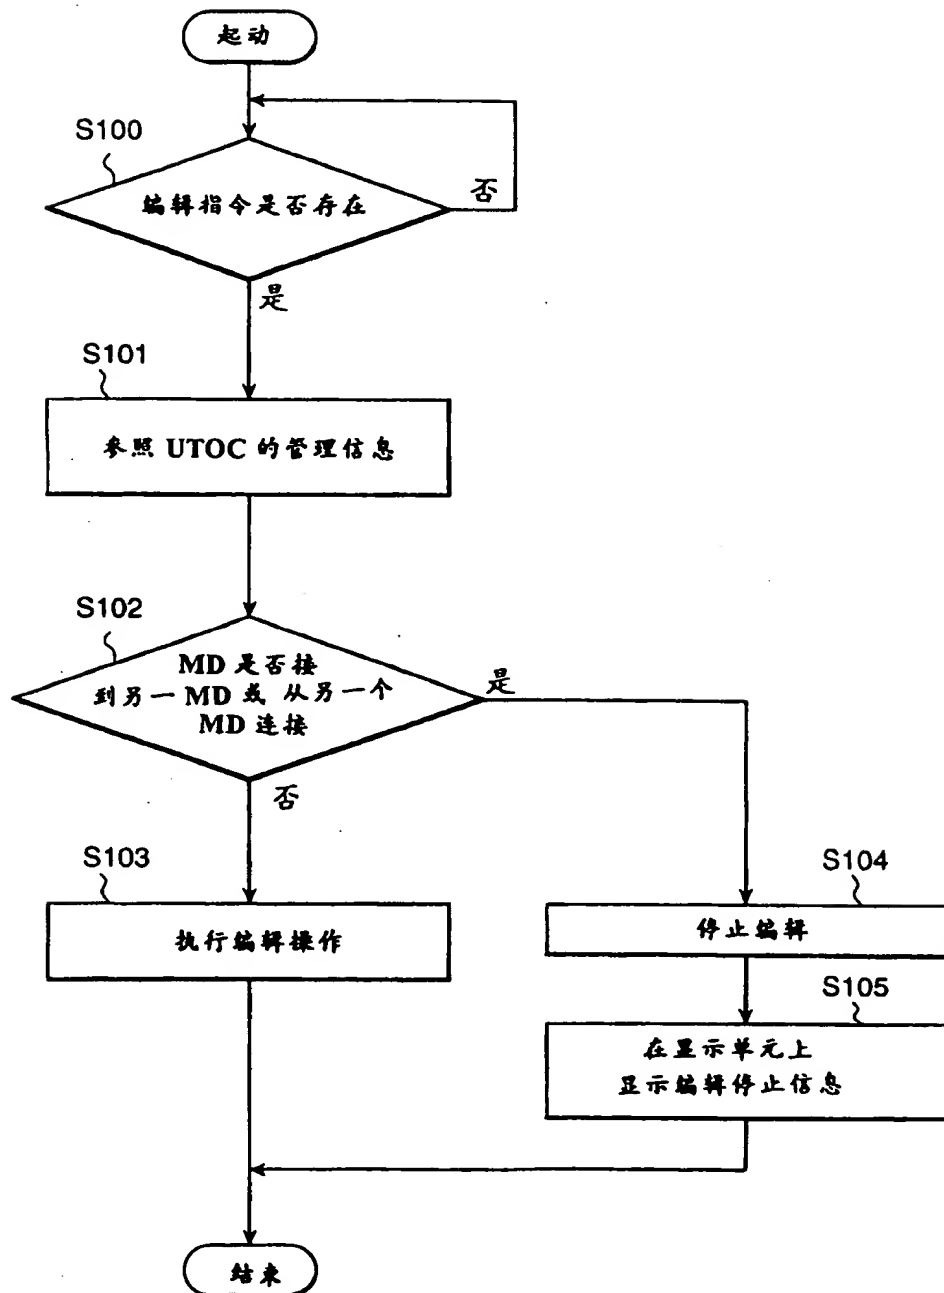 起动
S100
编辑指令是否存在
否
是
S101
参照 UTOC 的管理信息
S102
MD 是否接
到另一 MD 或 从另一个
MD 连接
是
否
S103
执行编辑操作
S104
停止编辑
S105
在显示单元上
显示编辑停止信息
结束